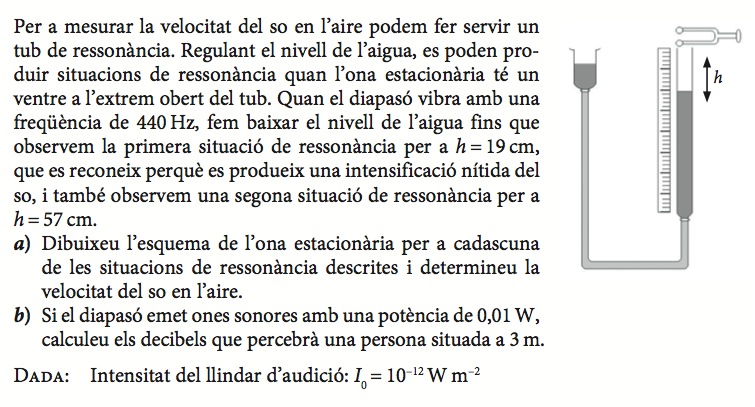 Per a mesurar la velocitat del so en l'aire podem fer servir un
tub de ressonància. Regulant el nivell de l'aigua, es poden pro-
duir situacions de ressonància quan l'ona estacionària té un
ventre a l'extrem obert del tub. Quan el diapasó vibra amb una
freqüència de 440 Hz, fem baixar el nivell de l'aigua fins que
observem la primera situació de ressonància per a h = 19 cm,
que es reconeix perquè es produeix una intensificació nítida del
so, i també observem una segona situació de ressonància per a
h = 57 cm.
a) Dibuixeu l'esquema de l'ona estacionària per a cadascuna
de les situacions de ressonància descrites i determineu la
velocitat del so en l'aire.
b) Si el diapasó emet ones sonores amb una potència de 0,01 W,
calculeu els decibels que percebrà una persona situada a 3 m.
DADA: Intensitat del llindar d'audició: I₀ = 10⁻¹² W m⁻²
h